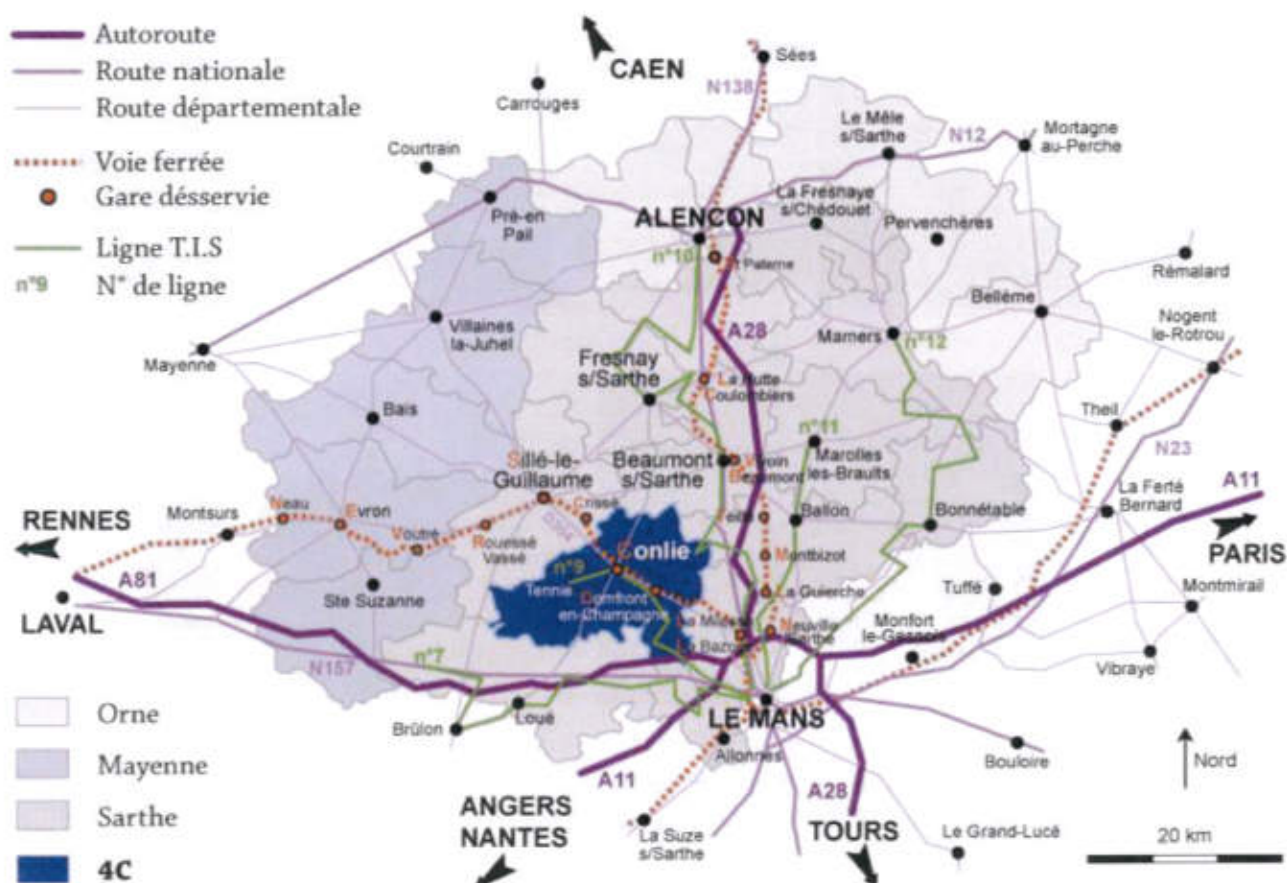 Autoroute
Route nationale
Route départementale
Voie ferrée
Gare désservie
Ligne T.I.S
n°9 N° de ligne
CAEN
Sées
N138
Carrouges
Le Mêle
s/Sarthe
N12
Mortagne
au-Perche
Courtrain
Pré-en
Pail
ALENÇON
La Fresnaye
s/Chédouet
Pervenchères
n°10
Paterne
Rémalard
Bellême
Nogent
le-Rotrou
Villaines
la-Juhel
A28
Mamers
n°12
Mayenne
Fresnay
s/Sarthe
La Hutte
Coulombiers
Bais
Theil
n°11
N23
Sillé-le-
Guillaume
Beaumont
s/Sarthe
Vivoin
Beaumont
Marolles
les-Braults
La Ferté
Bernard
A11
RENNES
Montsurs
Neau
Evron
Voutré
Rouessé
Vassé
Crissé
Ballon
Bonnétable
PARIS
Conlie
Montbizot
n°9
Tennie
Domfront
en-Champagne
La Guierche
Tuffé
Montmirail
A81
Ste Suzanne
LAVAL
La Milesse
La Bazoge
Neuville
s/Sarthe
Monfort
le-Gesnois
Vibraye
N157
n°7
Orne
Brûlon
Loué
LE MANS
Allonnes
Bouloire
Nord
Mayenne
A11
A28
Sarthe
ANGERS
NANTES
La Suze
s/Sarthe
TOURS
Le Grand-Lucé
20 km
4C